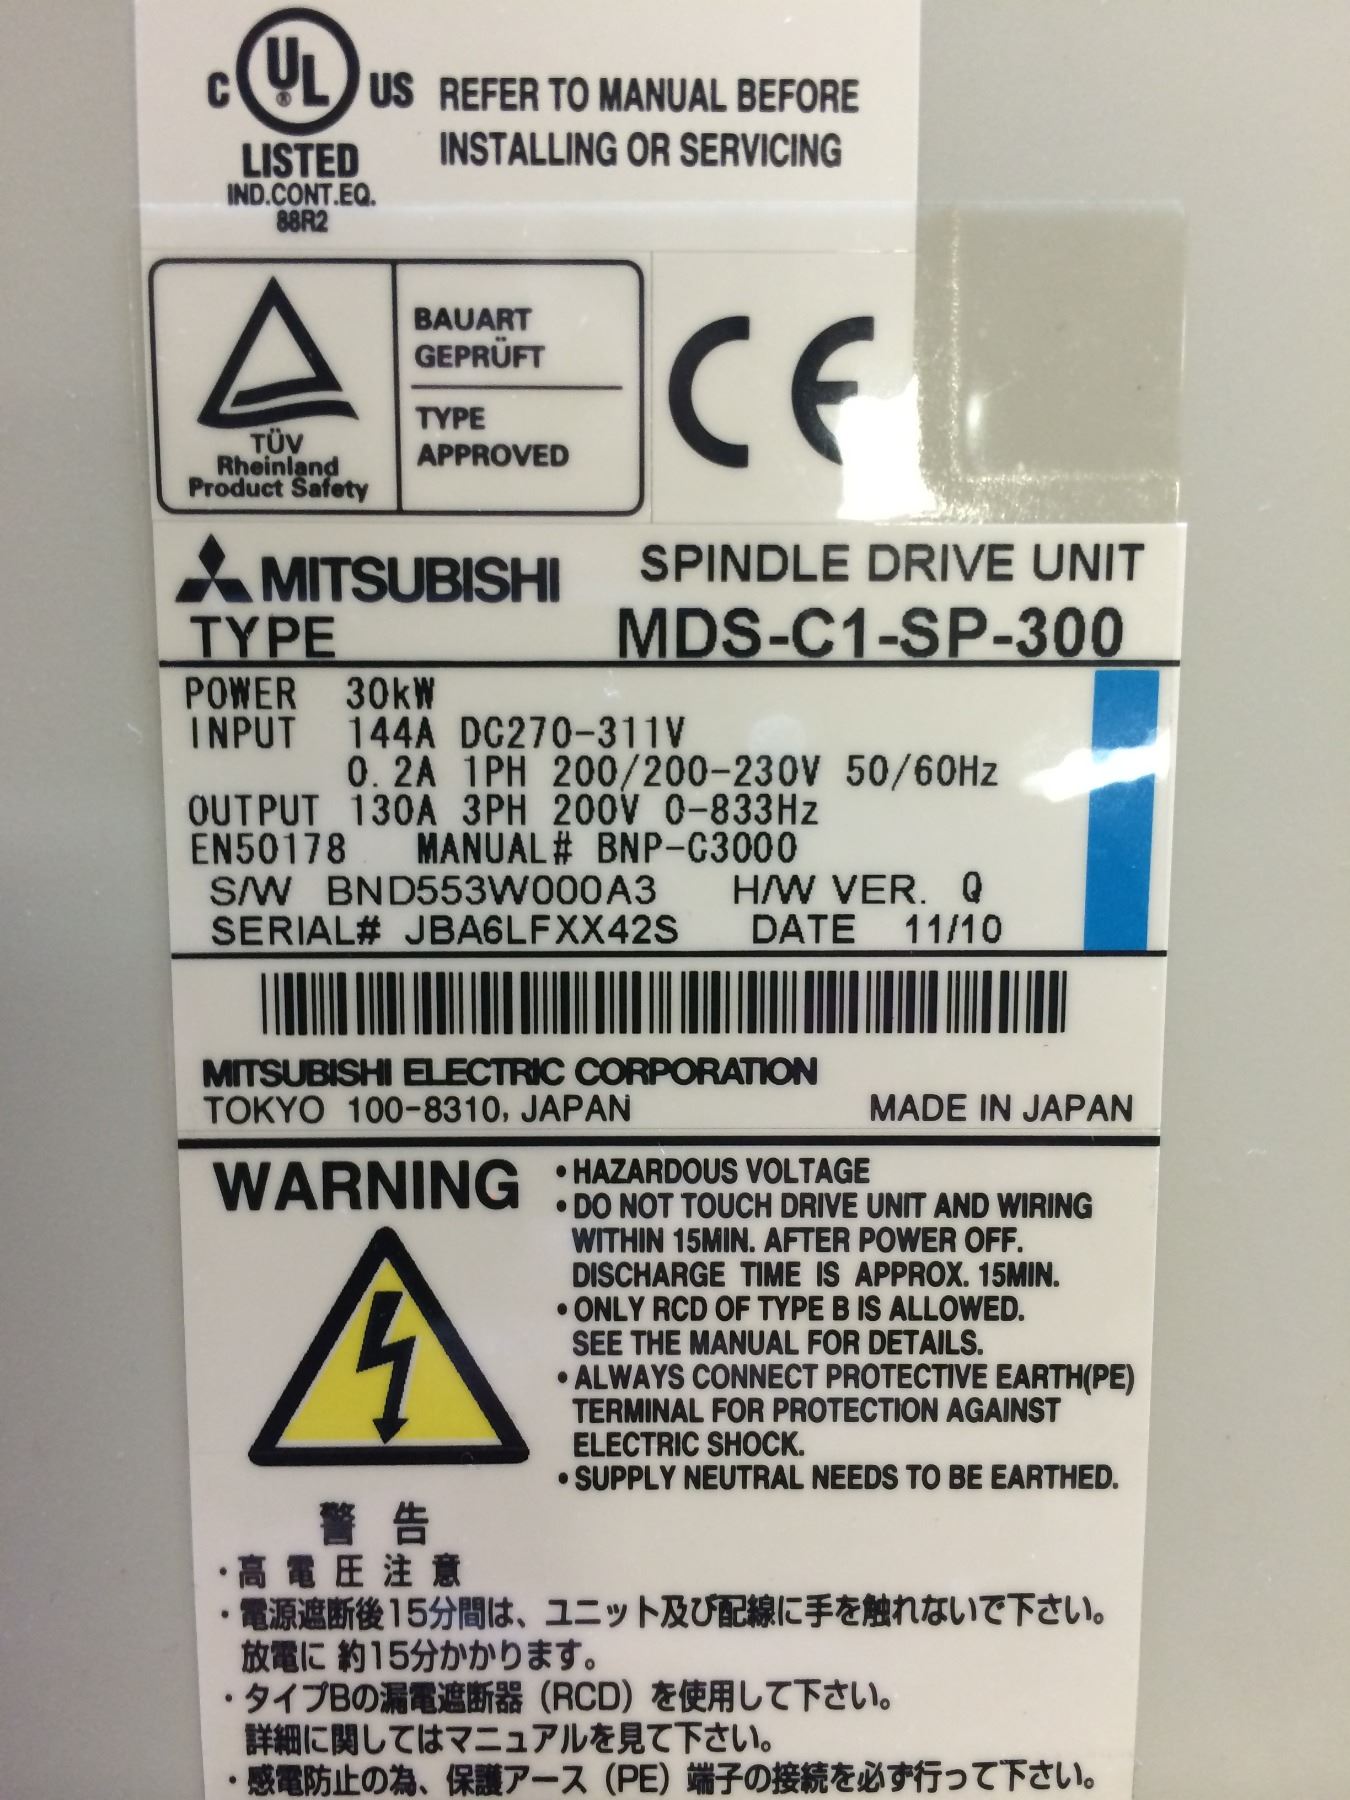 C UL® US
LISTED
IND.CONT.EQ.
88R2
REFER TO MANUAL BEFORE
INSTALLING OR SERVICING
TÜV
Rheinland
Product Safety
BAUART
GEPRÜFT
TYPE
APPROVED
CE
MITSUBISHI SPINDLE DRIVE UNIT
TYPE MDS-C1-SP-300
POWER 30kW
INPUT 144A DC270-311V
0.2A 1PH 200/200-230V 50/60Hz
OUTPUT 130A 3PH 200V 0-833Hz
EN50178 MANUAL# BNP-C3000
S/W BND553W000A3 H/W VER. Q
SERIAL# JBA6LFXX42S DATE 11/10
MITSUBISHI ELECTRIC CORPORATION
TOKYO 100-8310, JAPAN MADE IN JAPAN
WARNING
•HAZARDOUS VOLTAGE
•DO NOT TOUCH DRIVE UNIT AND WIRING
WITHIN 15MIN. AFTER POWER OFF.
DISCHARGE TIME IS APPROX. 15MIN.
•ONLY RCD OF TYPE B IS ALLOWED.
SEE THE MANUAL FOR DETAILS.
•ALWAYS CONNECT PROTECTIVE EARTH(PE)
TERMINAL FOR PROTECTION AGAINST
ELECTRIC SHOCK.
•SUPPLY NEUTRAL NEEDS TO BE EARTHED.
警告
・高電圧注意
・電源遮断後15分間は、ユニット及び配線に手を触れないで下さい。
放電に約15分かかります。
・タイプBの漏電遮断器（RCD）を使用して下さい。
詳細に関してはマニュアルを見て下さい。
・感電防止の為、保護アース（PE）端子の接続を必ず行って下さい。